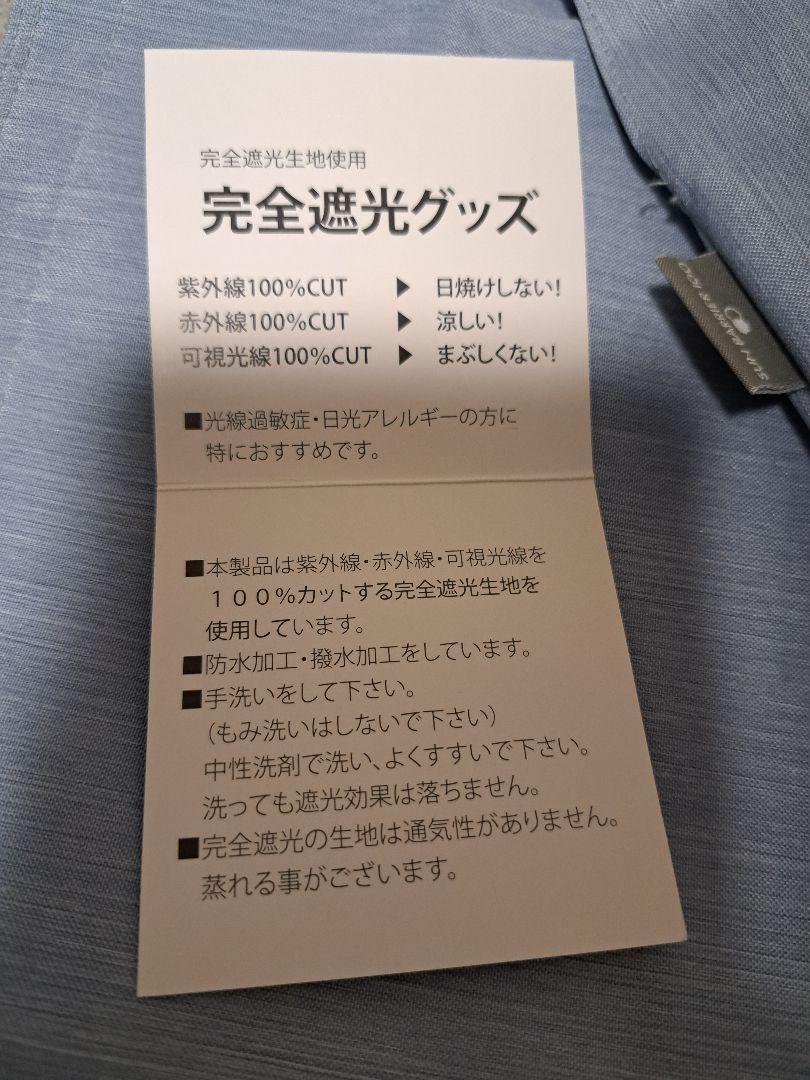 完全遮光生地使用
完全遮光グッズ
紫外線100%CUT ▶ 日焼けしない!
赤外線100%CUT ▶ 涼しい!
可視光線100%CUT ▶ まぶしくない!
■光線過敏症・日光アレルギーの方に
特におすすめです。
■本製品は紫外線・赤外線・可視光線を
１００%カットする完全遮光生地を
使用しています。
■防水加工・撥水加工をしています。
■手洗いをして下さい。
（もみ洗いはしないで下さい）
中性洗剤で洗い、よくすすいで下さい。
洗っても遮光効果は落ちません。
■完全遮光の生地は通気性がありません。
蒸れる事がございます。
SUN BARRIER 100